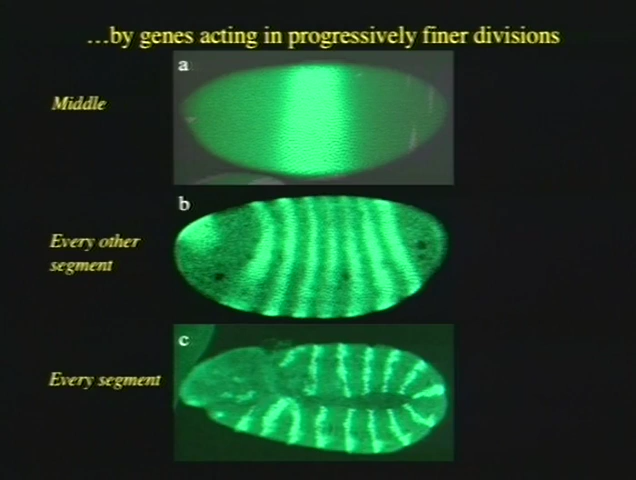 ...by genes acting in progressively finer divisions
a
Middle
b
Every other
segment
c
Every segment